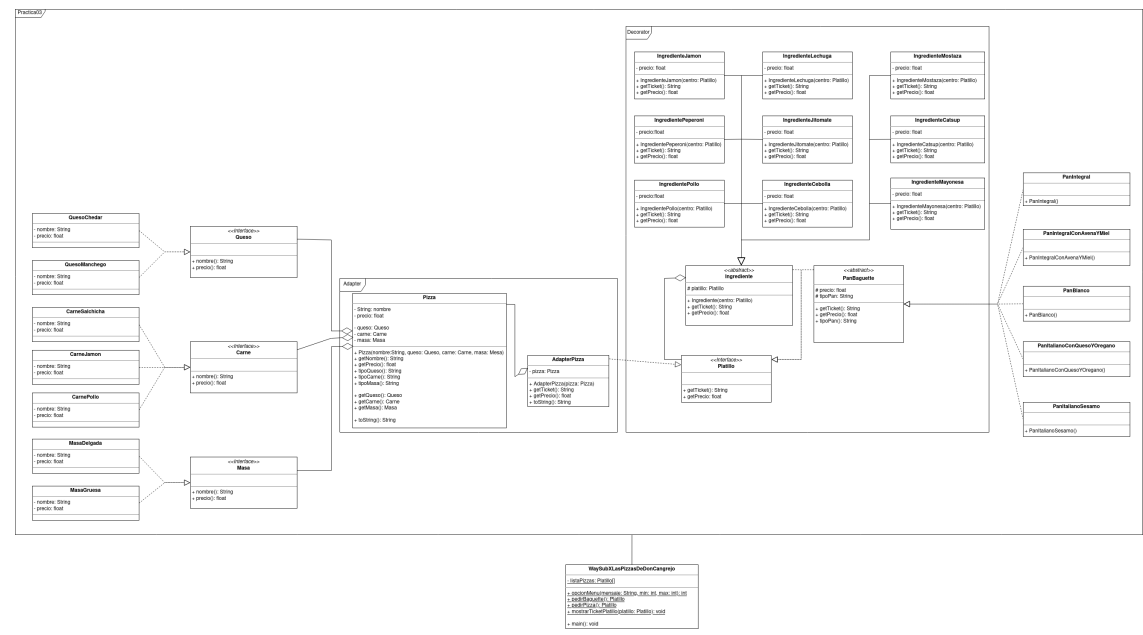 Practica03
Decorator
IngredienteJamon
- precio: float
+ IngredienteJamon(centro: Platillo)
+ getTicket(): String
+ getPrecio(): float
IngredienteLechuga
- precio: float
+ IngredienteLechuga(centro: Platillo)
+ getTicket(): String
+ getPrecio(): float
IngredienteMostaza
- precio: float
+ IngredienteMostaza(centro: Platillo)
+ getTicket(): String
+ getPrecio(): float
IngredientePeperoni
- precio:float
+ IngredientePeperoni(centro: Platillo)
+ getTicket(): String
+ getPrecio(): float
IngredienteJitomate
- precio: float
+ IngredienteJitomate(centro: Platillo)
+ getTicket(): String
+ getPrecio(): float
IngredienteCatsup
- precio: float
+ IngredienteCatsup(centro: Platillo)
+ getTicket(): String
+ getPrecio(): float
IngredientePollo
- precio:float
+ IngredientePollo(centro: Platillo)
+ getTicket(): String
+ getPrecio(): float
IngredienteCebolla
- precio: float
+ IngredienteCebolla(centro: Platillo)
+ getTicket(): String
+ getPrecio(): float
IngredienteMayonesa
- precio: float
+ IngredienteMayonesa(centro: Platillo)
+ getTicket(): String
+ getPrecio(): float
<<abstract>>
Ingrediente
# platillo: Platillo
+ Ingrediente(centro: Platillo)
+ getTicket(): String
+ getPrecio(): float
<<abstract>>
PanBaguette
# precio: float
# tipoPan: String
+ getTicket(): String
+ getPrecio(): float
+ tipoPan(): String
<<interface>>
Platillo
+ getTicket(): String
+ getPrecio: float
PanIntegral
+ PanIntegral()
PanIntegralConAvenaYMiel
+ PanIntegralConAvenaYMiel()
PanBlanco
+ PanBlanco()
PanItalianoConQuesoYOregano
+ PanItalianoConQuesoYOregano()
PanItalianoSesamo
+ PanItalianoSesamo()
QuesoChedar
- nombre: String
- precio: float
QuesoManchego
- nombre: String
- precio: float
<<interface>>
Queso
+ nombre(): String
+ precio(): float
CarneSalchicha
- nombre: String
- precio: float
CarneJamon
- nombre: String
- precio: float
CarnePollo
- nombre: String
- precio: float
<<interface>>
Carne
+ nombre(): String
+ precio(): float
MasaDelgada
- nombre: String
- precio: float
MasaGruesa
- nombre: String
- precio: float
<<interface>>
Masa
+ nombre(): String
+ precio(): float
Adapter
Pizza
- String: nombre
- precio: float
- queso: Queso
- carne: Carne
- masa: Masa
+ Pizza(nombre:String, queso: Queso, carne: Carne, masa: Mesa)
+ getNombre(): String
+ getPrecio(): float
+ tipoQueso(): String
+ tipoCarne(): String
+ tipoMasa(): String
+ getQueso(): Queso
+ getCarne(): Carne
+ getMasa(): Masa
+ toString(): String
AdapterPizza
- pizza: Pizza
+ AdapterPizza(pizza: Pizza)
+ getTicket(): String
+ getPrecio(): float
+ toString(): String
WaySubXLasPizzasDeDonCangrejo
- listaPizzas: Platillo[]
+ opcionMenu(mensaje: String, min: int, max: int): int
+ pedirBaguette(): Platillo
+ pedirPizza(): Platillo
+ mostrarTicketPlatillo(platillo: Platillo): void
+ main(): void